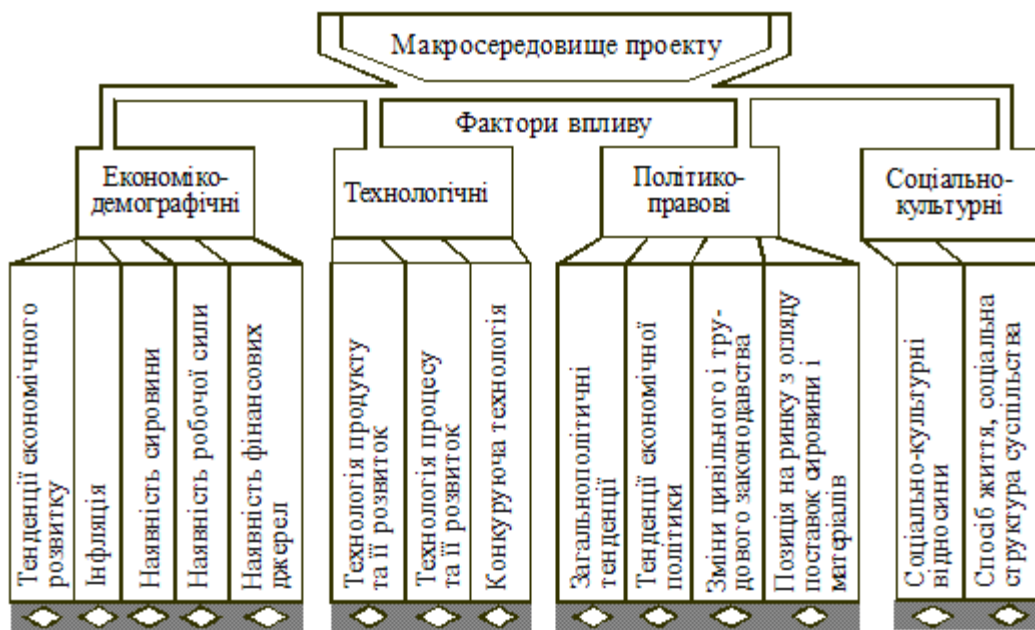 Макросередовище проекту
Фактори впливу
Економіко-
демографічні
Технологічні
Політико-
правові
Соціально-
культурні
Тенденції економічного
розвитку
Інфляція
Наявність сировини
Наявність робочої сили
Наявність фінансових
джерел
Технологія продукту
та її розвиток
Технологія процесу
та її розвиток
Конкуруюча технологія
Загальнополітичні
тенденції
Тенденції економічної
політики
Зміни цивільного і тру-
дового законодавства
Позиція на ринку з огляду
поставок сировини і
матеріалів
Соціально-культурні
відносини
Спосіб життя, соціальна
структура суспільства